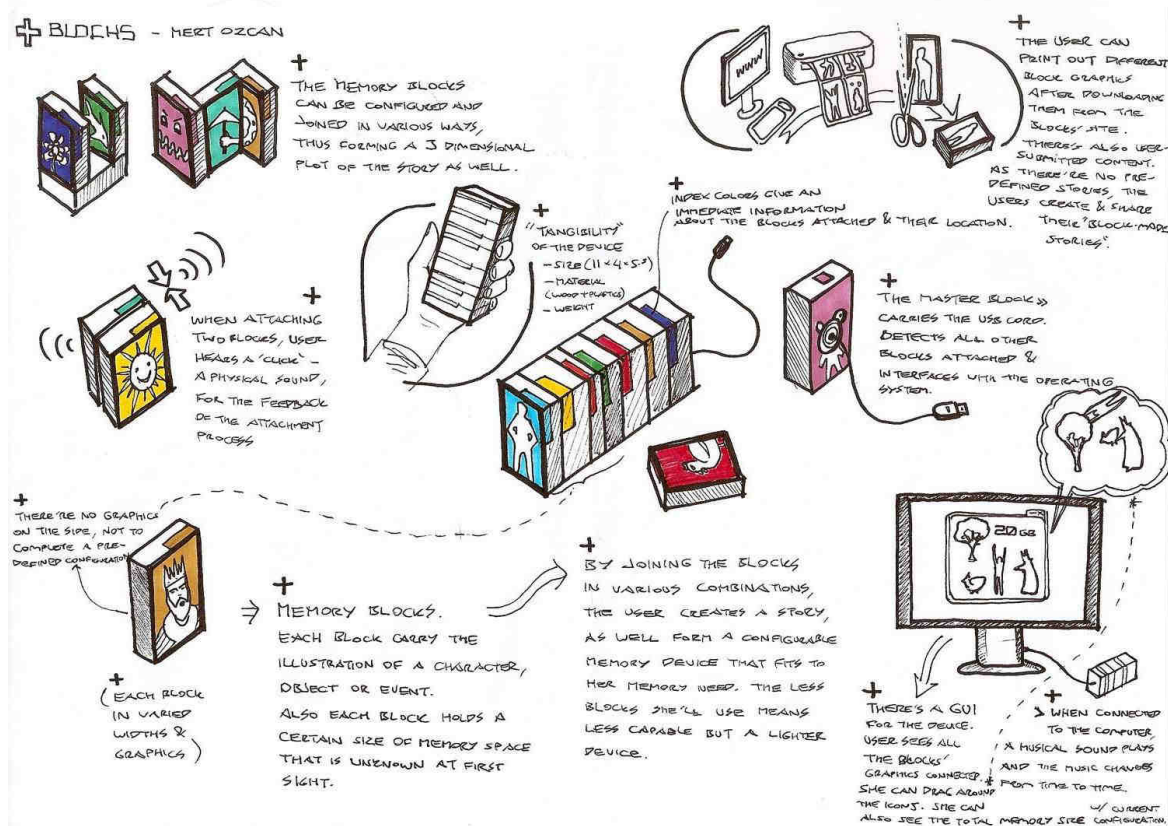 BLOCKS - MERT OZCAN
THE MEMORY BLOCKS
CAN BE CONFIGURED AND
JOINED IN VARIOUS WAYS,
THUS FORMING A 3 DIMENSIONAL
PLOT OF THE STORY AS WELL.
WWW
THE USER CAN
PRINT OUT DIFFERENT
BLOCK GRAPHICS
AFTER DOWNLOADING
THEM FROM THE
BLOCKS' SITE.
THERE'S ALSO USER-
SUBMITTED CONTENT.
AS THERE'RE NO PRE-
DEFINED STORIES, THE
USERS CREATE & SHARE
THEIR "BLOCK-MADE
STORIES".
INDEX COLORS GIVE AN
IMMEDIATE INFORMATION
ABOUT THE BLOCKS ATTACHED & THEIR LOCATION.
"TANGIBILITY"
OF THE DEVICE
- SIZE (11 x 4 x 5.5)
- MATERIAL
(WOOD + PLASTICS)
- WEIGHT
WHEN ATTACHING
TWO BLOCKS, USER
HEARS A 'CLICK' -
A PHYSICAL SOUND,
FOR THE FEEDBACK
OF THE ATTACHMENT
PROCESS
THE MASTER BLOCK >>
CARRIES THE USB CORD.
DETECTS ALL OTHER
BLOCKS ATTACHED &
INTERFACES WITH THE OPERATING
SYSTEM.
THERE'RE NO GRAPHICS
ON THE SIDE, NOT TO
COMPLETE A PRE-
DEFINED CONFIGURATION
(EACH BLOCK
IN VARIED
WIDTHS &
GRAPHICS)
MEMORY BLOCKS.
EACH BLOCK CARRY THE
ILLUSTRATION OF A CHARACTER,
OBJECT OR EVENT.
ALSO EACH BLOCK HOLDS A
CERTAIN SIZE OF MEMORY SPACE
THAT IS UNKNOWN AT FIRST
SIGHT.
BY JOINING THE BLOCKS
IN VARIOUS COMBINATIONS,
THE USER CREATES A STORY,
AS WELL FORM A CONFIGURABLE
MEMORY DEVICE THAT FITS TO
HER MEMORY NEED. THE LESS
BLOCKS SHE'LL USE MEANS
LESS CAPABLE BUT A LIGHTER
DEVICE.
20 GB
THERE'S A GUI
FOR THE DEVICE.
USER SEES ALL
THE BLOCKS'
GRAPHICS CONNECTED.*
SHE CAN DRAG AROUND
THE ICONS. SHE CAN
ALSO SEE THE TOTAL MEMORY SIZE W/ CURRENT CONFIGURATION.
> WHEN CONNECTED
TO THE COMPUTER,
A MUSICAL SOUND PLAYS
AND THE MUSIC CHANGES
FROM TIME TO TIME.